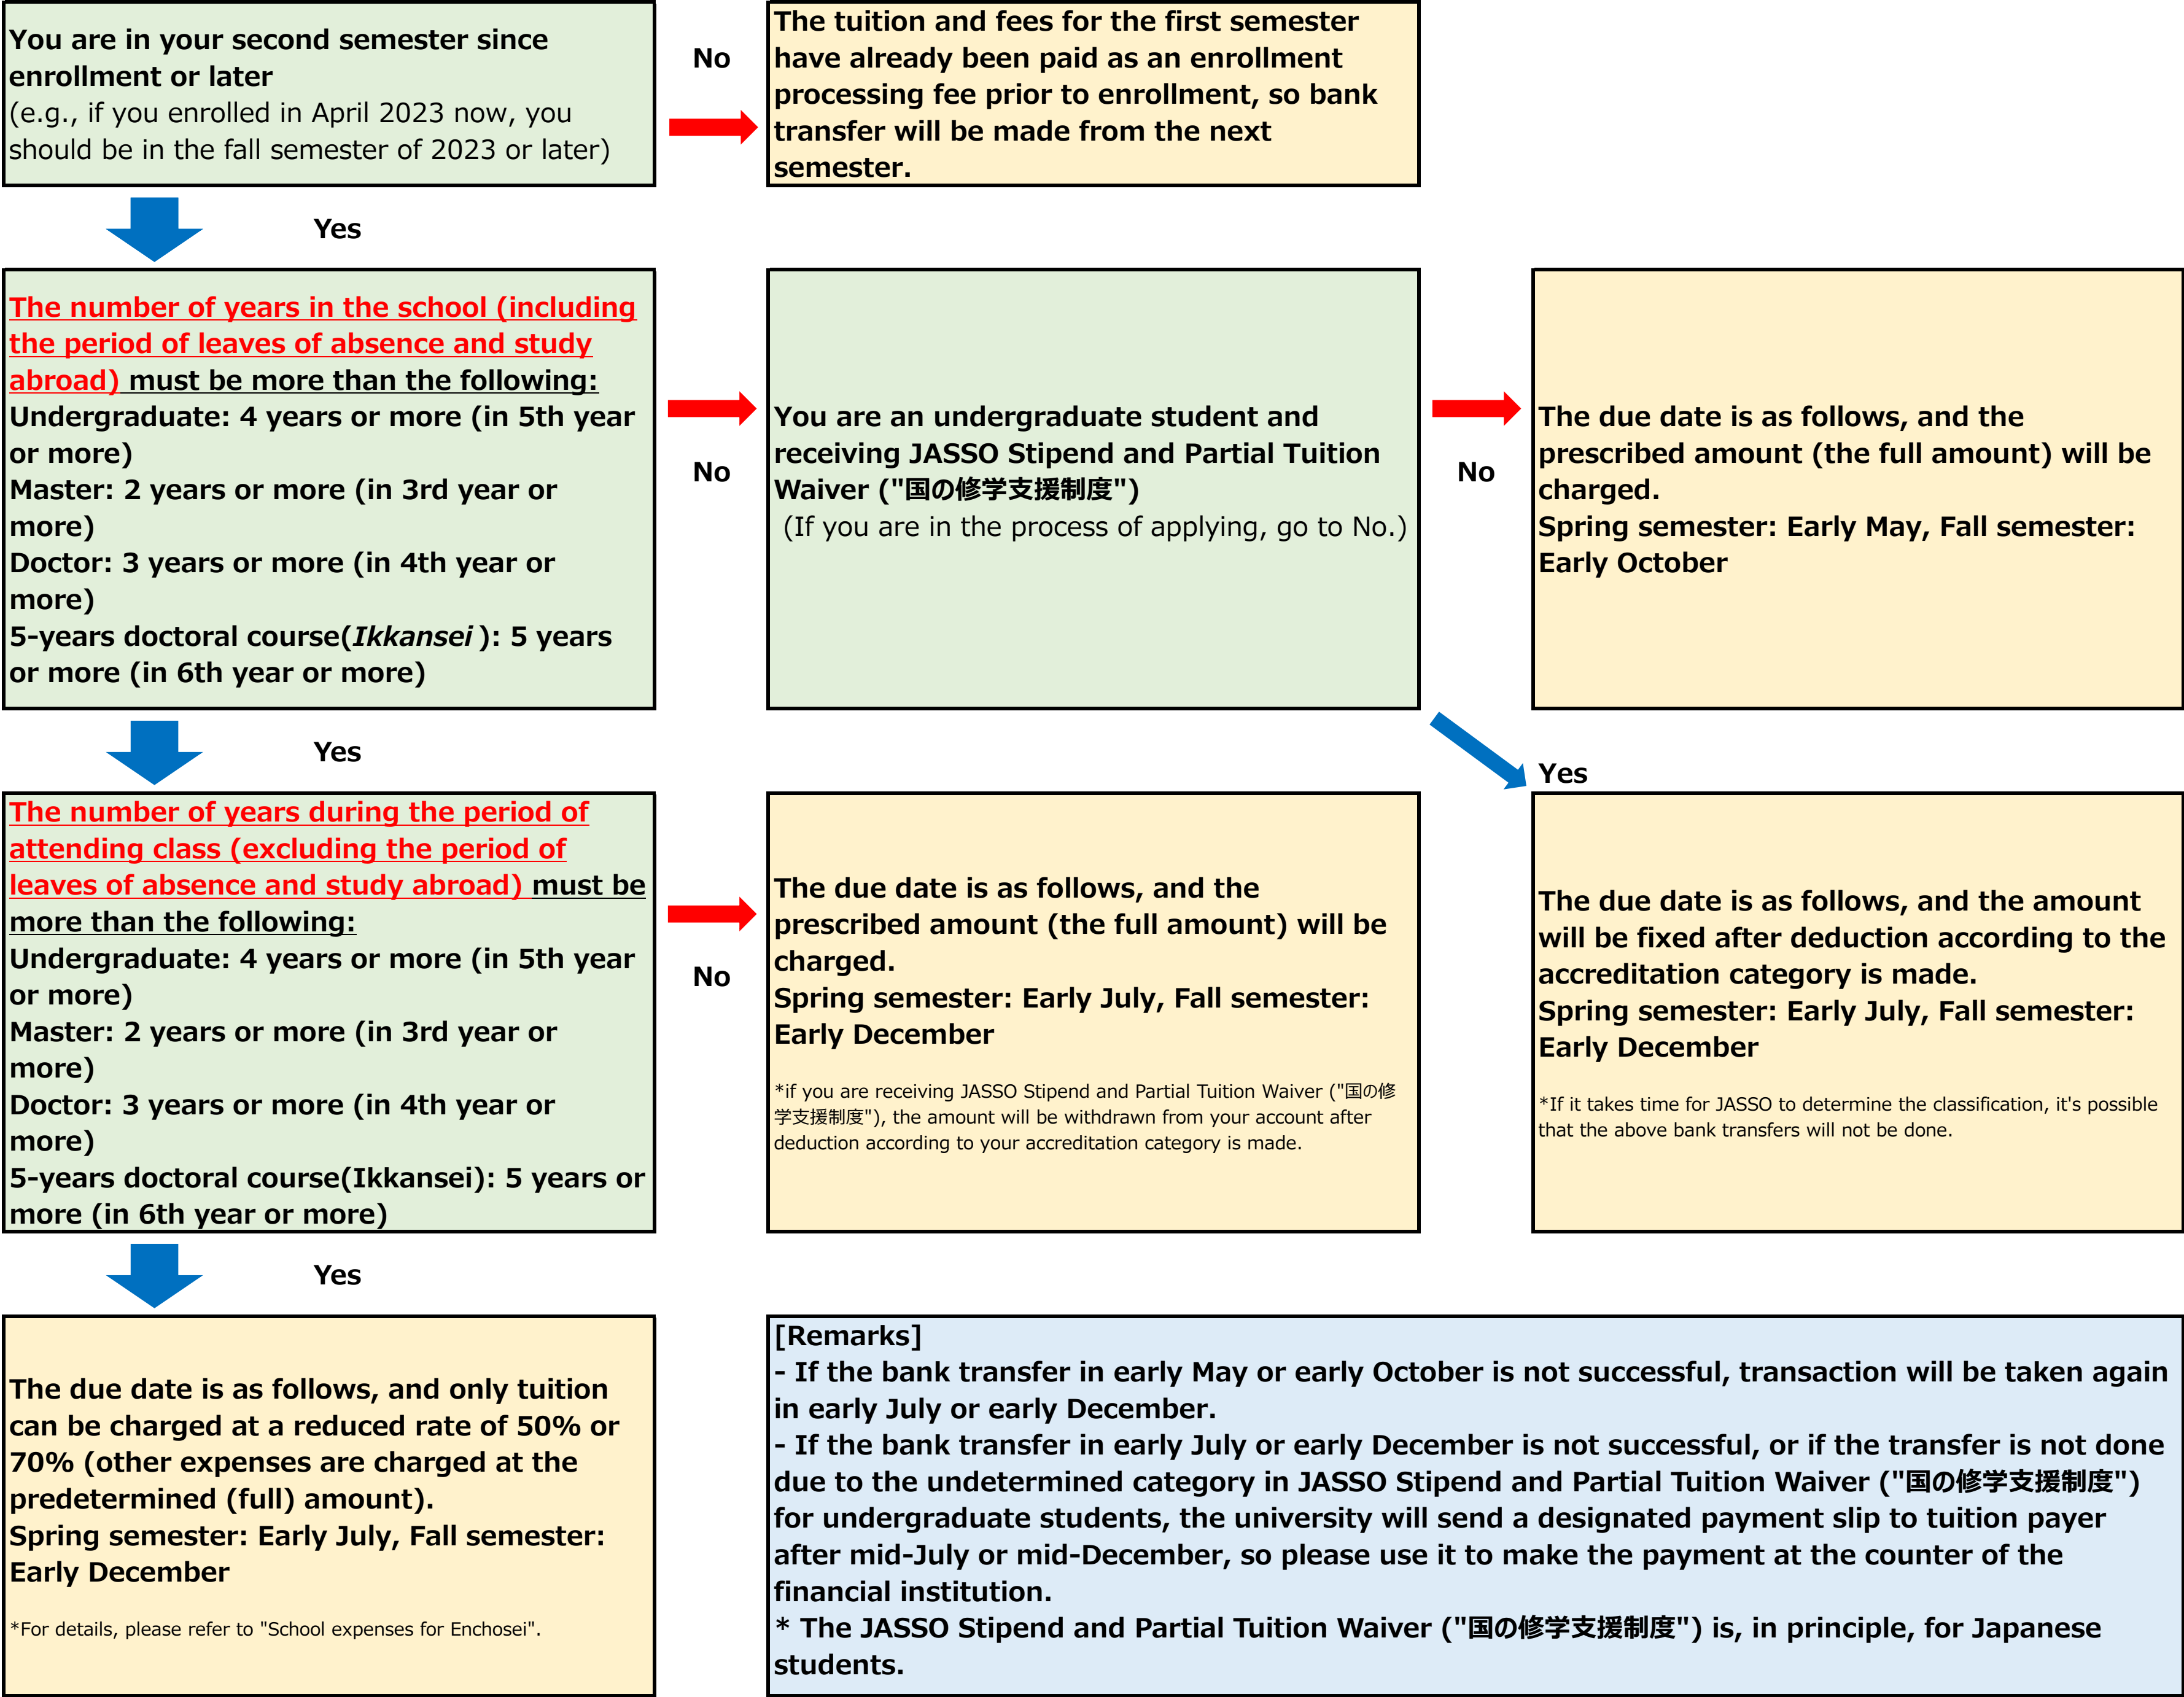 You are in your second semester since
enrollment or later
(e.g., if you enrolled in April 2023 now, you
should be in the fall semester of 2023 or later)
No
The tuition and fees for the first semester
have already been paid as an enrollment
processing fee prior to enrollment, so bank
transfer will be made from the next
semester.
Yes
The number of years in the school (including
the period of leaves of absence and study
abroad) must be more than the following:
Undergraduate: 4 years or more (in 5th year
or more)
Master: 2 years or more (in 3rd year or
more)
Doctor: 3 years or more (in 4th year or
more)
5-years doctoral course(Ikkansei ): 5 years
or more (in 6th year or more)
No
You are an undergraduate student and
receiving JASSO Stipend and Partial Tuition
Waiver ("国の修学支援制度")
(If you are in the process of applying, go to No.)
No
The due date is as follows, and the
prescribed amount (the full amount) will be
charged.
Spring semester: Early May, Fall semester:
Early October
Yes
Yes
The number of years during the period of
attending class (excluding the period of
leaves of absence and study abroad) must be
more than the following:
Undergraduate: 4 years or more (in 5th year
or more)
Master: 2 years or more (in 3rd year or
more)
Doctor: 3 years or more (in 4th year or
more)
5-years doctoral course(Ikkansei): 5 years or
more (in 6th year or more)
No
The due date is as follows, and the
prescribed amount (the full amount) will be
charged.
Spring semester: Early July, Fall semester:
Early December
*if you are receiving JASSO Stipend and Partial Tuition Waiver ("国の修
学支援制度"), the amount will be withdrawn from your account after
deduction according to your accreditation category is made.
The due date is as follows, and the amount
will be fixed after deduction according to the
accreditation category is made.
Spring semester: Early July, Fall semester:
Early December
*If it takes time for JASSO to determine the classification, it's possible
that the above bank transfers will not be done.
Yes
The due date is as follows, and only tuition
can be charged at a reduced rate of 50% or
70% (other expenses are charged at the
predetermined (full) amount).
Spring semester: Early July, Fall semester:
Early December
*For details, please refer to "School expenses for Enchosei".
[Remarks]
- If the bank transfer in early May or early October is not successful, transaction will be taken again
in early July or early December.
- If the bank transfer in early July or early December is not successful, or if the transfer is not done
due to the undetermined category in JASSO Stipend and Partial Tuition Waiver ("国の修学支援制度")
for undergraduate students, the university will send a designated payment slip to tuition payer
after mid-July or mid-December, so please use it to make the payment at the counter of the
financial institution.
* The JASSO Stipend and Partial Tuition Waiver ("国の修学支援制度") is, in principle, for Japanese
students.